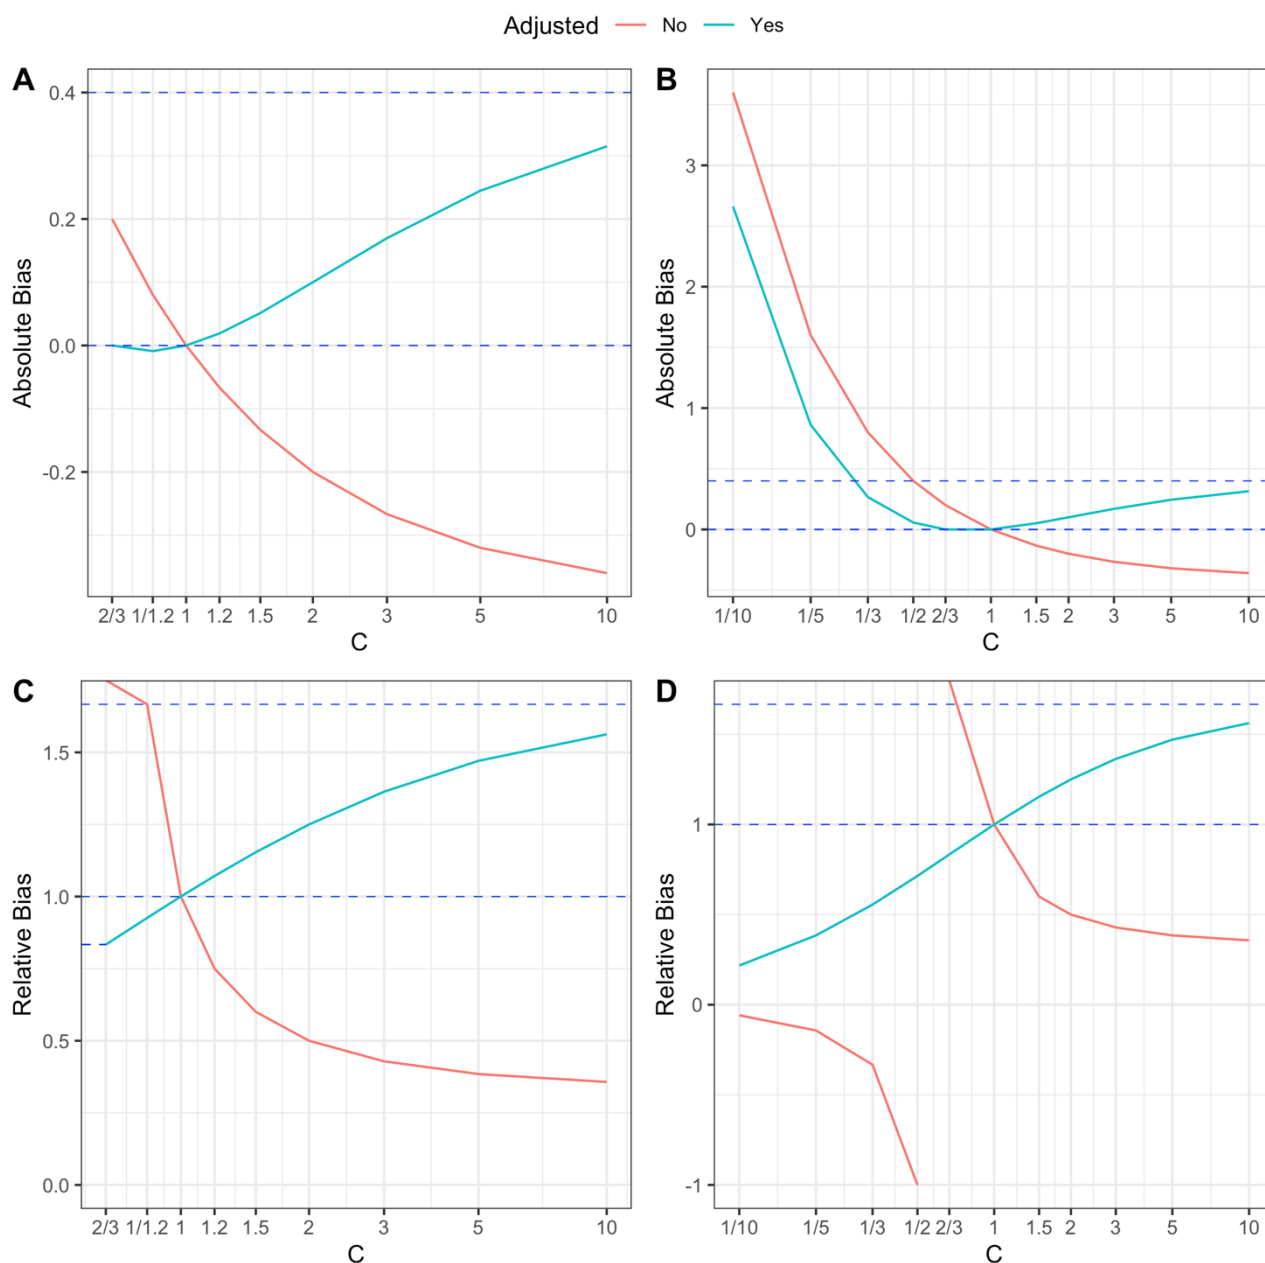 Adjusted No Yes
A
0.4
0.2
0.0
-0.2
Absolute Bias
2/3 1/1.2 1 1.2 1.5 2 3 5 10
C
B
3
2
1
0
Absolute Bias
1/10 1/5 1/3 1/2 2/3 1 1.5 2 3 5 10
C
C
1.5
1.0
0.5
0.0
Relative Bias
2/3 1/1.2 1 1.2 1.5 2 3 5 10
C
D
1
0
-1
Relative Bias
1/10 1/5 1/3 1/2 2/3 1 1.5 2 3 5 10
C